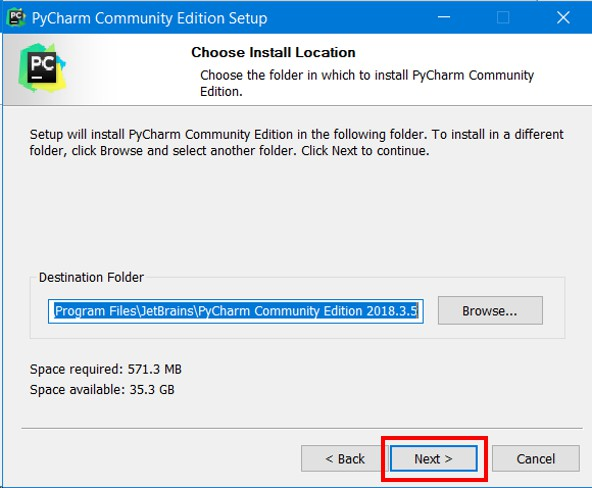 PyCharm Community Edition Setup
PC
Choose Install Location
Choose the folder in which to install PyCharm Community
Edition.
Setup will install PyCharm Community Edition in the following folder. To install in a different
folder, click Browse and select another folder. Click Next to continue.
Destination Folder
Program Files\JetBrains\PyCharm Community Edition 2018.3.5
Browse...
Space required: 571.3 MB
Space available: 35.3 GB
< Back
Next >
Cancel